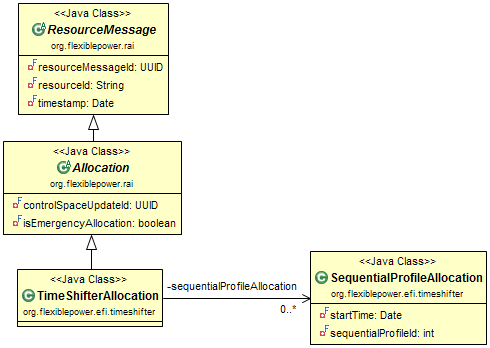 <<Java Class>>
ResourceMessage
org.flexiblepower.rai
resourceMessageId: UUID
resourceId: String
timestamp: Date
<<Java Class>>
Allocation
org.flexiblepower.rai
controlSpaceUpdateId: UUID
isEmergencyAllocation: boolean
<<Java Class>>
TimeShifterAllocation
org.flexiblepower.efi.timeshifter
-sequentialProfileAllocation
0..*
<<Java Class>>
SequentialProfileAllocation
org.flexiblepower.efi.timeshifter
startTime: Date
sequentialProfileId: int